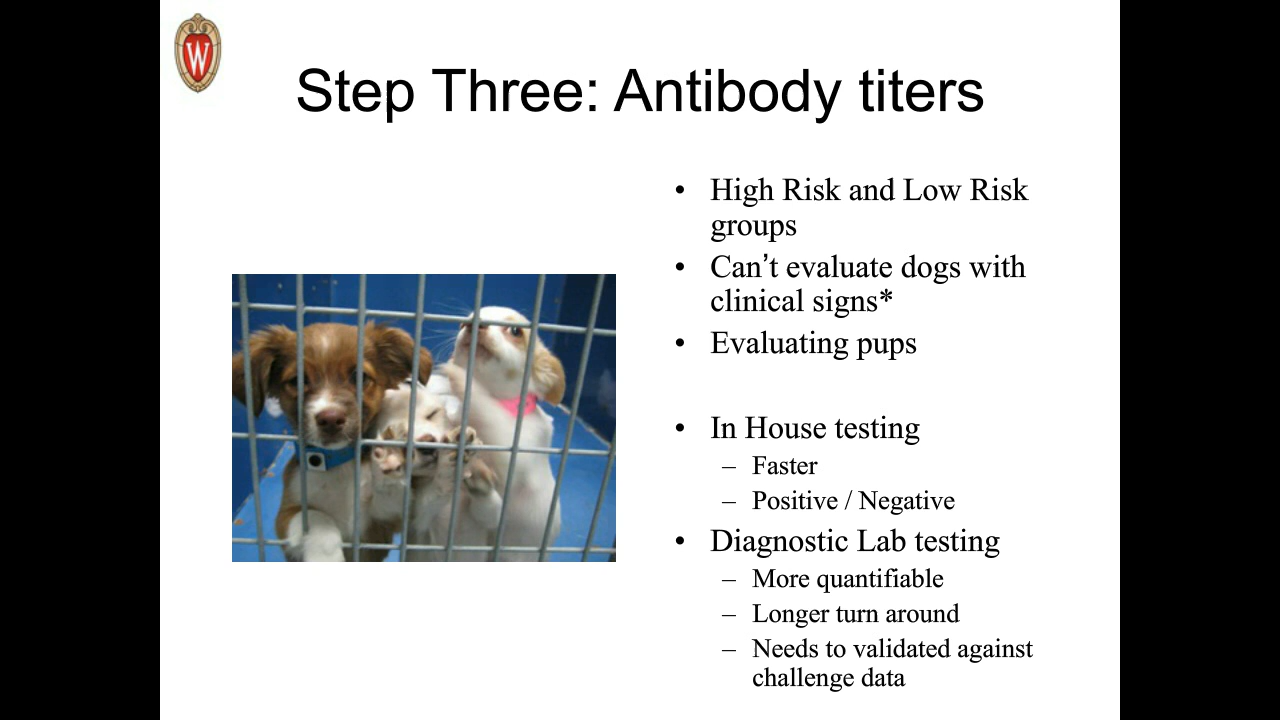 W
Step Three: Antibody titers
• High Risk and Low Risk
groups
• Can’t evaluate dogs with
clinical signs*
• Evaluating pups
• In House testing
– Faster
– Positive / Negative
• Diagnostic Lab testing
– More quantifiable
– Longer turn around
– Needs to validated against
challenge data